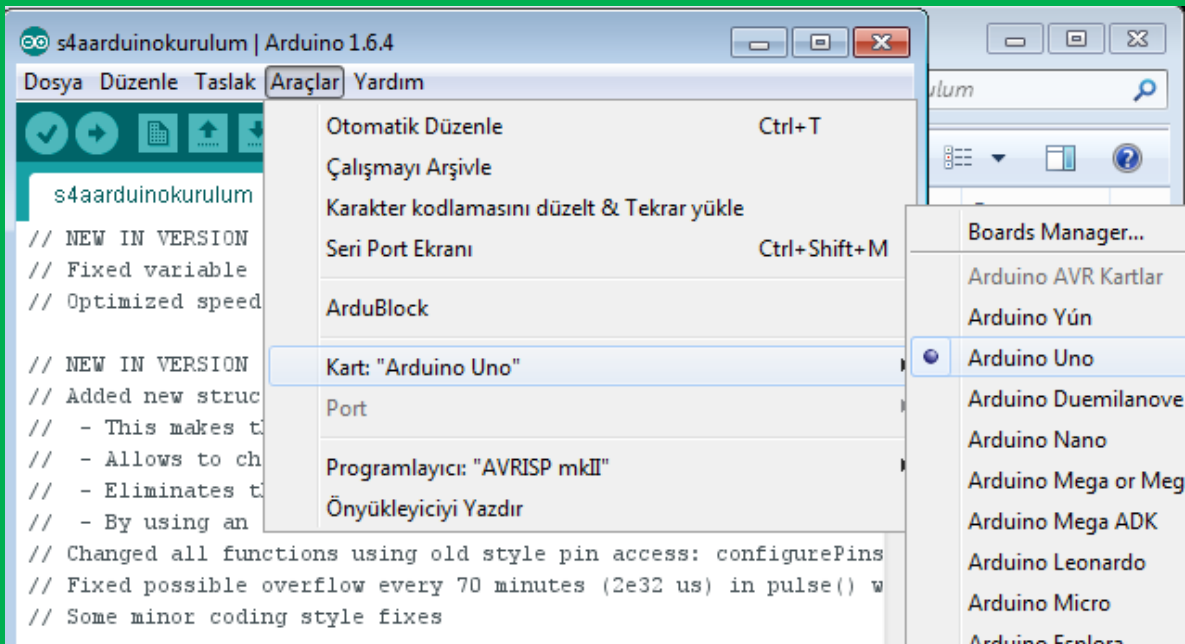 s4aarduinokurulum | Arduino 1.6.4
Dosya Düzenle Taslak Araçlar Yardım
Otomatik Düzenle Ctrl+T
Çalışmayı Arşivle
Karakter kodlamasını düzelt & Tekrar yükle
Seri Port Ekranı Ctrl+Shift+M
ArduBlock
Kart: "Arduino Uno"
Port
Programlayıcı: "AVRISP mkII"
Önyükleyiciyi Yazdır
Boards Manager...
Arduino AVR Kartlar
Arduino Yún
Arduino Uno
Arduino Duemilanove
Arduino Nano
Arduino Mega or Meg
Arduino Mega ADK
Arduino Leonardo
Arduino Micro
Arduino Esplora
s4aarduinokurulum
// NEW IN VERSION
// Fixed variable
// Optimized speed
// NEW IN VERSION
// Added new struc
// - This makes t
// - Allows to ch
// - Eliminates t
// - By using an
// Changed all functions using old style pin access: configurePins
// Fixed possible overflow every 70 minutes (2e32 us) in pulse() w
// Some minor coding style fixes